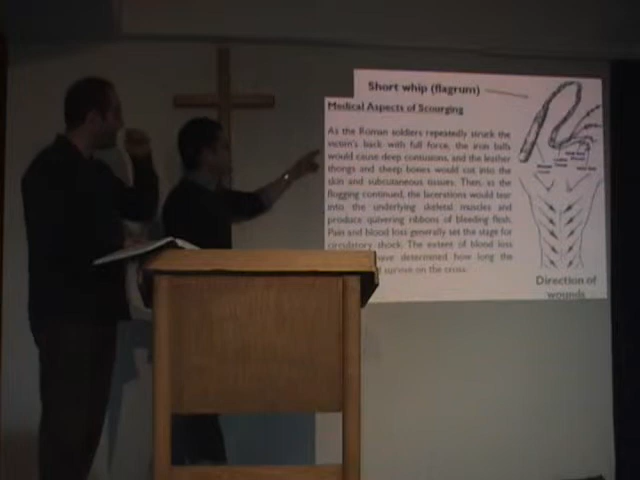 Short whip (flagrum)
Medical Aspects of Scourging
As the Roman soldiers repeatedly struck the
victim's back with full force, the iron balls
would cause deep contusions, and the leather
thongs and sheep bones would cut into the
skin and subcutaneous tissues. Then, as the
flogging continued, the lacerations would tear
into the underlying skeletal muscles and
produce quivering ribbons of bleeding flesh.
Pain and blood loss generally set the stage for
circulatory shock. The extent of blood loss
have determined how long the
survive on the cross.
Direction of
wounds